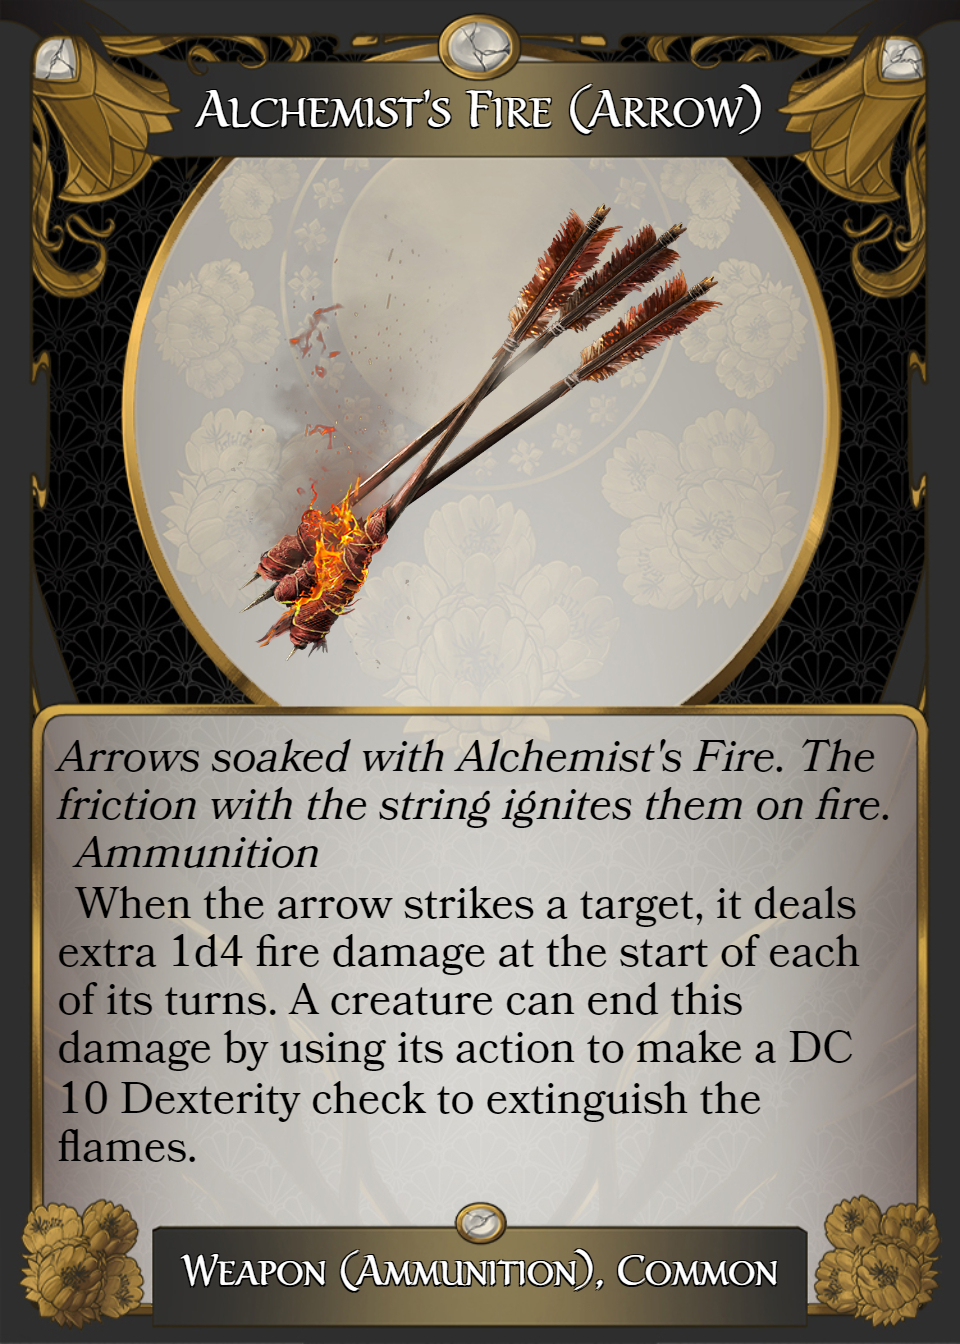 Alchemist's Fire (Arrow)
Arrows soaked with Alchemist's Fire. The
friction with the string ignites them on fire.
Ammunition
When the arrow strikes a target, it deals
extra 1d4 fire damage at the start of each
of its turns. A creature can end this
damage by using its action to make a DC
10 Dexterity check to extinguish the
flames.
Weapon (Ammunition), Common